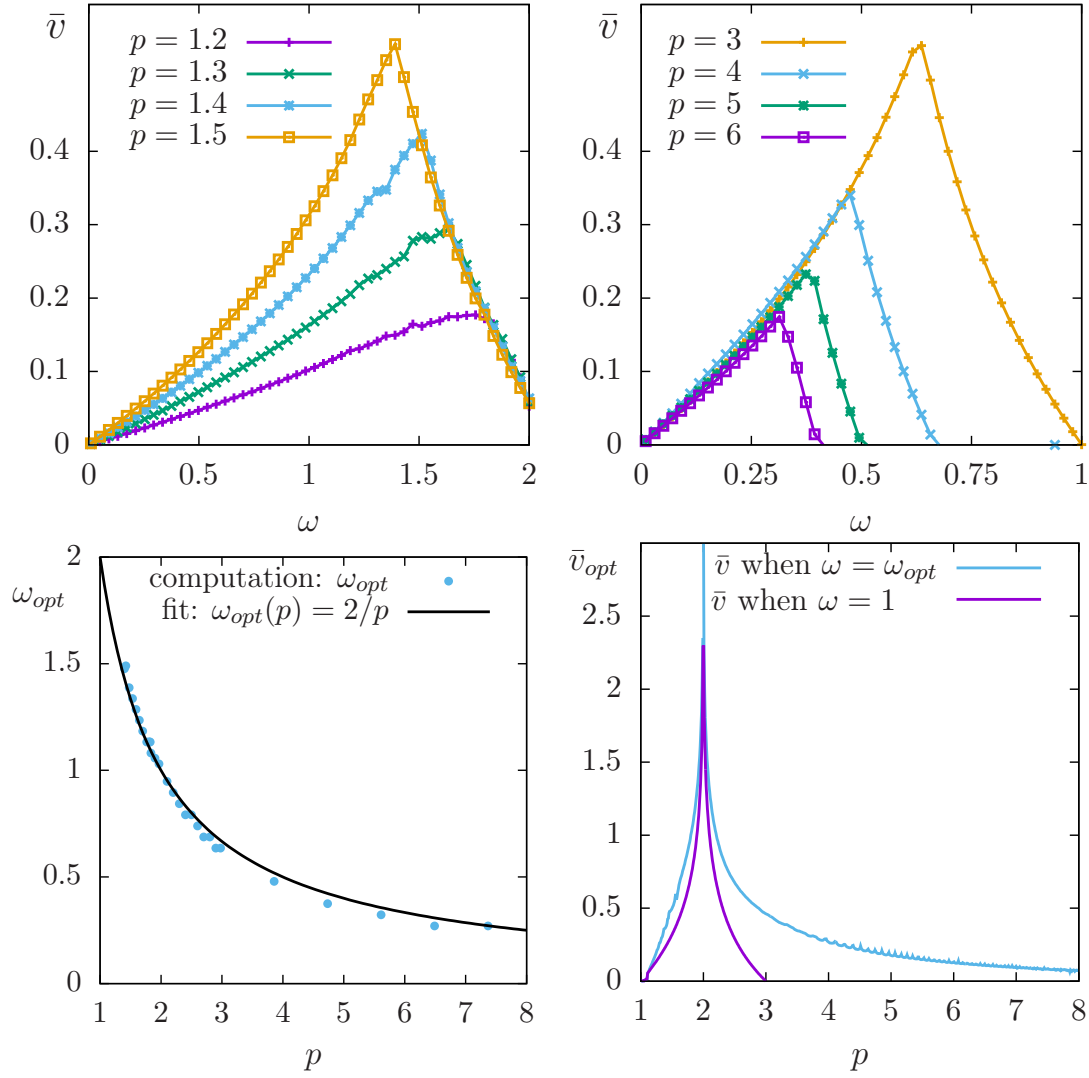 v̄
p = 1.2
p = 1.3
p = 1.4
p = 1.5
0.4
0.3
0.2
0.1
0
0 0.5 1 1.5 2
ω
v̄
p = 3
p = 4
p = 5
p = 6
0.4
0.3
0.2
0.1
0
0 0.25 0.5 0.75 1
ω
2
ω_opt
computation: ω_opt
fit: ω_opt(p) = 2/p
1.5
1
0.5
0
1 2 3 4 5 6 7 8
p
v̄_opt
v̄ when ω = ω_opt
v̄ when ω = 1
2.5
2
1.5
1
0.5
0
1 2 3 4 5 6 7 8
p